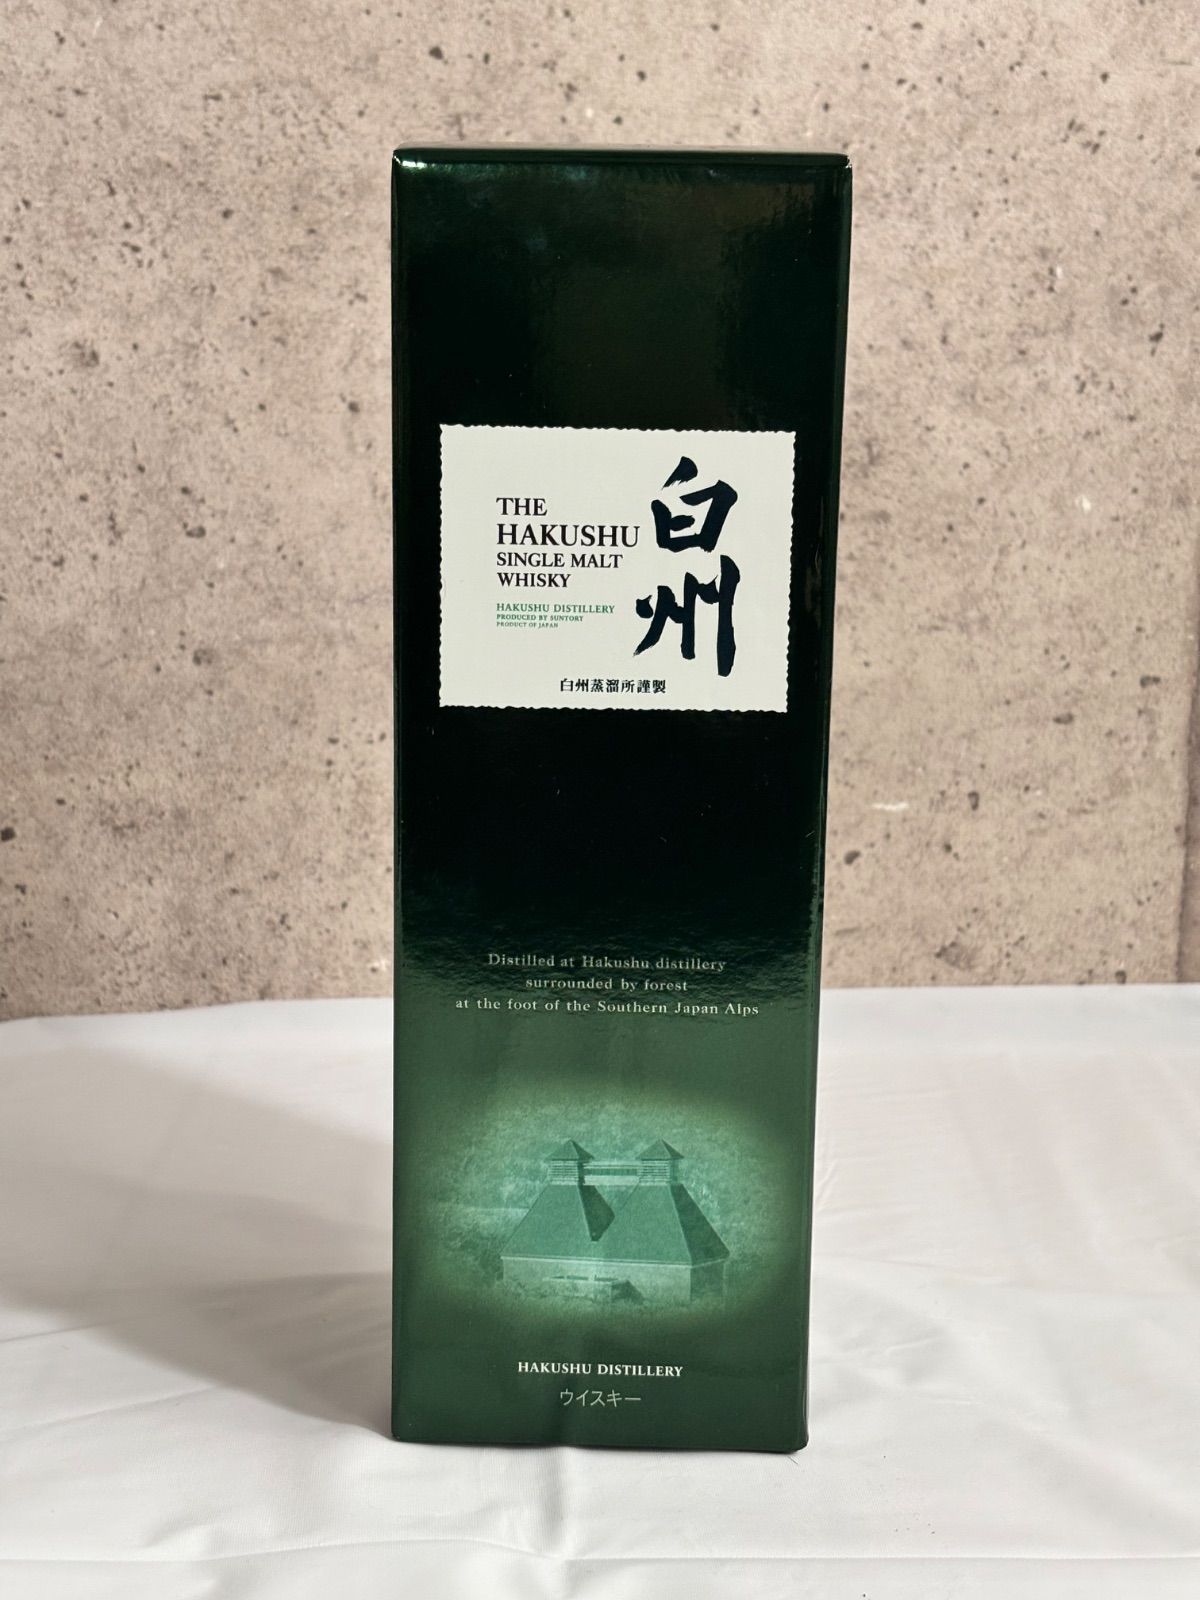 THE
HAKUSHU
SINGLE MALT
WHISKY
HAKUSHU DISTILLERY
PRODUCED BY SUNTORY
PRODUCT OF JAPAN
白州
白州蒸溜所謹製
Distilled at Hakushu distillery
surrounded by forest
at the foot of the Southern Japan Alps
HAKUSHU DISTILLERY
ウイスキー